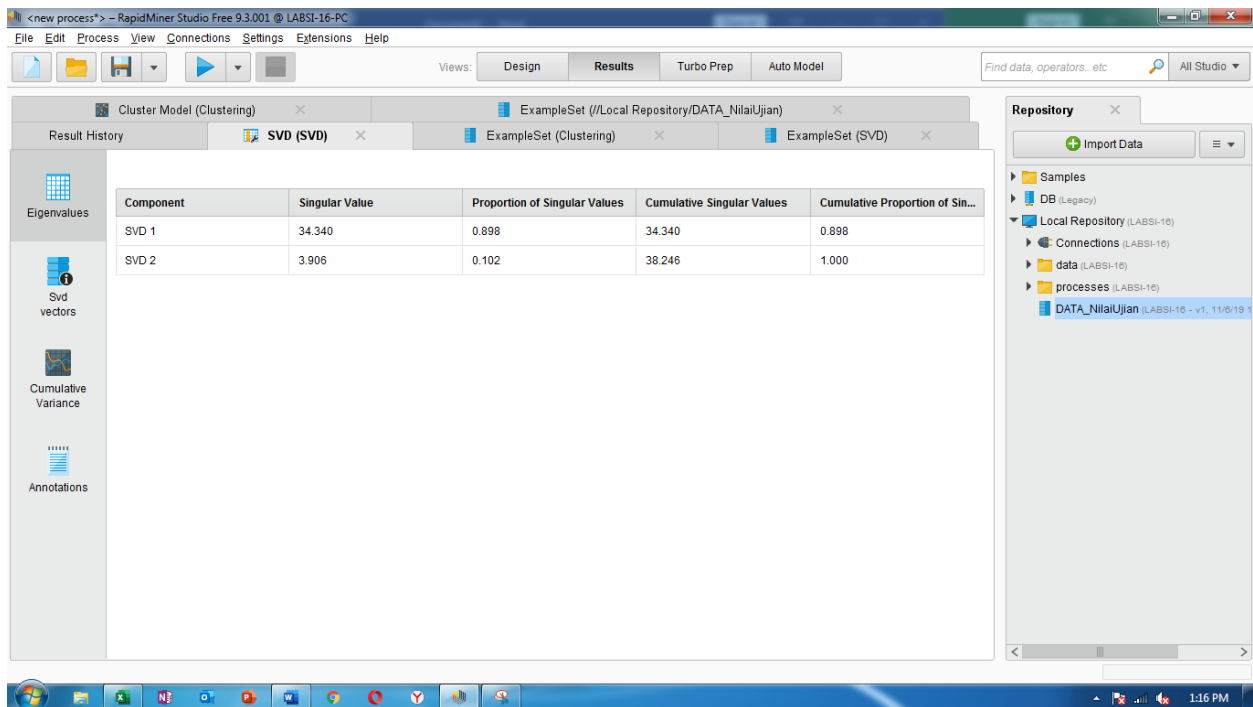 <new process*> – RapidMiner Studio Free 9.3.001 @ LABSI-16-PC
File Edit Process View Connections Settings Extensions Help
Views: Design Results Turbo Prep Auto Model
Find data, operators...etc
All Studio
Cluster Model (Clustering)
ExampleSet (//Local Repository/DATA_NilaiUjian)
Result History
SVD (SVD)
ExampleSet (Clustering)
ExampleSet (SVD)
Eigenvalues
Svd
vectors
Cumulative
Variance
Annotations
Component Singular Value Proportion of Singular Values Cumulative Singular Values Cumulative Proportion of Sin...
SVD 1 34.340 0.898 34.340 0.898
SVD 2 3.906 0.102 38.246 1.000
Repository
Import Data
Samples
DB (Legacy)
Local Repository (LABSI-16)
Connections (LABSI-16)
data (LABSI-16)
processes (LABSI-16)
DATA_NilaiUjian (LABSI-16 - v1, 11/6/19 1
1:16 PM